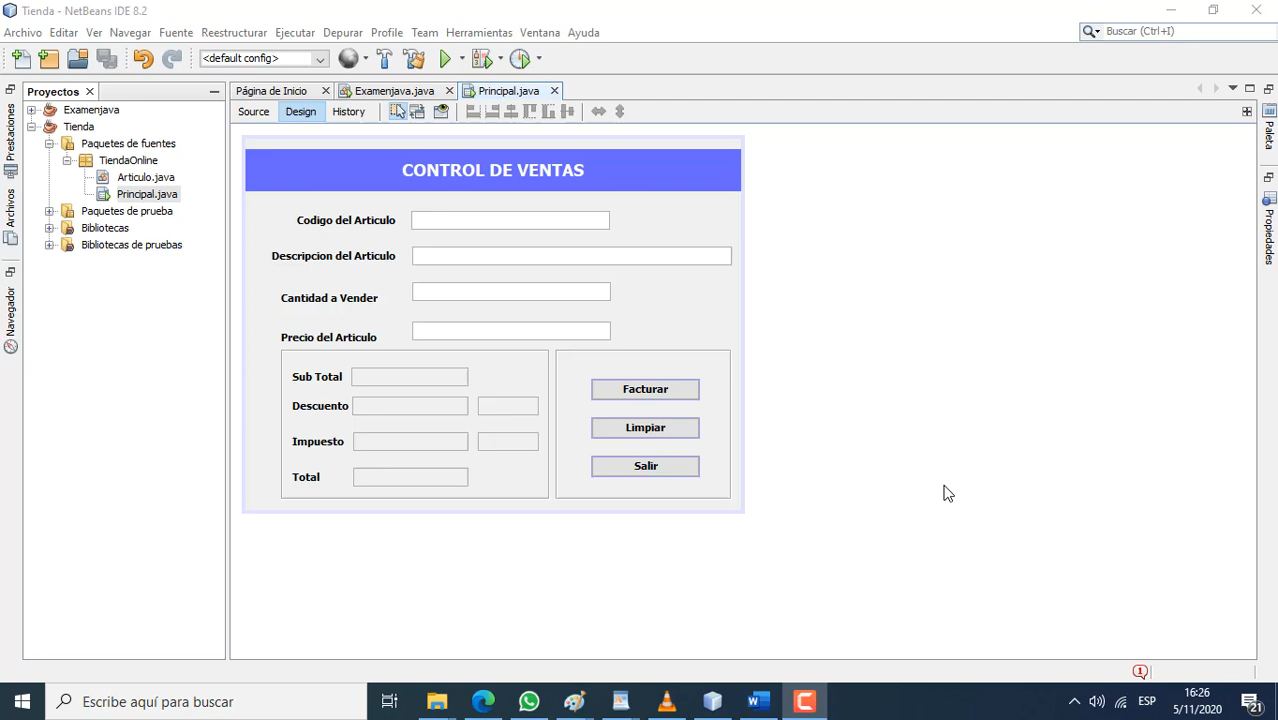 Tienda - NetBeans IDE 8.2
Archivo Editar Ver Navegar Fuente Reestructurar Ejecutar Depurar Profile Team Herramientas Ventana Ayuda
Buscar (Ctrl+I)
<default config>
Proyectos
Página de Inicio
Examenjava.java
Principal.java
Source
Design
History
Examenjava
Tienda
Paquetes de fuentes
TiendaOnline
Articulo.java
Principal.java
Paquetes de prueba
Bibliotecas
Bibliotecas de pruebas
Prestaciones
Archivos
Navegador
Paleta
Propiedades
CONTROL DE VENTAS
Codigo del Articulo
Descripcion del Articulo
Cantidad a Vender
Precio del Articulo
Sub Total
Descuento
Impuesto
Total
Facturar
Limpiar
Salir
1
Escribe aquí para buscar
ESP
16:26
5/11/2020
21